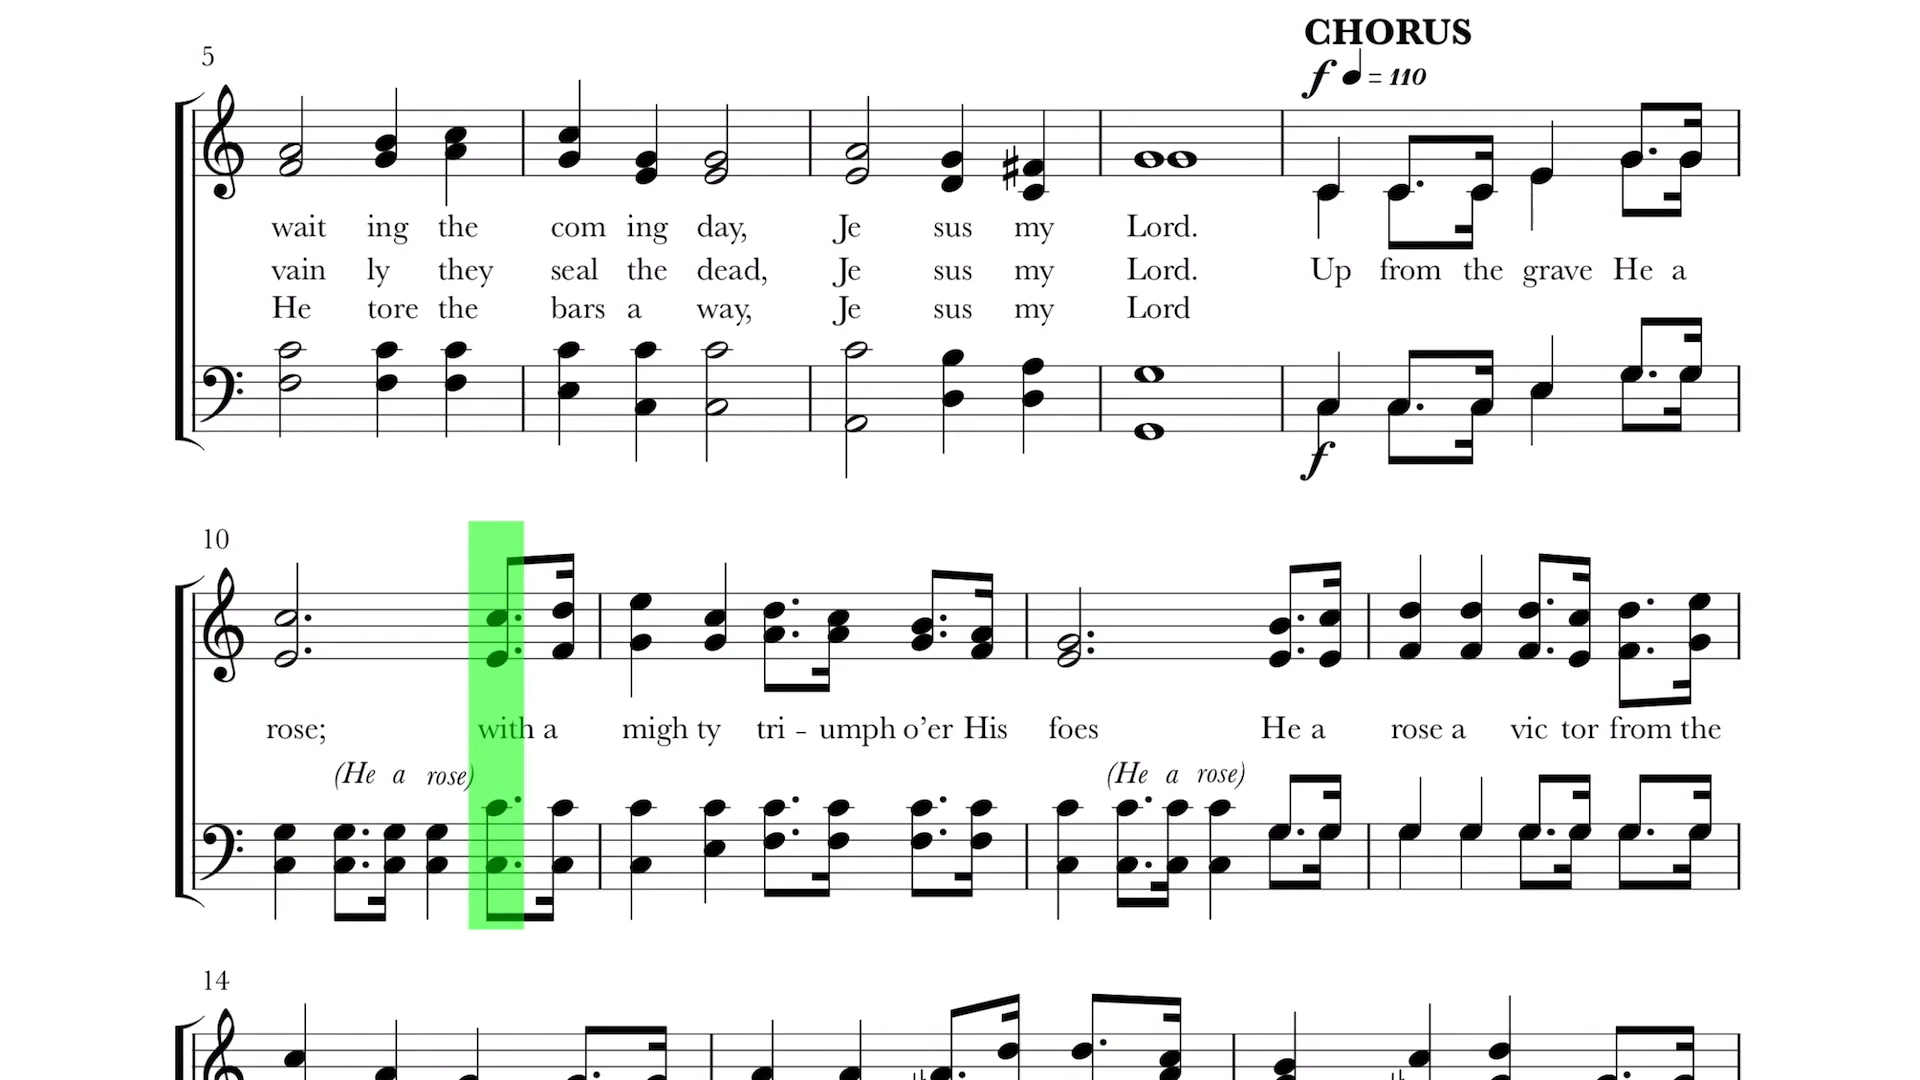 CHORUS
5
f ♩ = 110
wait ing the com ing day, Je sus my Lord.
vain ly they seal the dead, Je sus my Lord. Up from the grave He a
He tore the bars a way, Je sus my Lord
f
10
rose; with a migh ty tri - umph o'er His foes He a rose a vic tor from the
(He a rose) (He a rose)
14